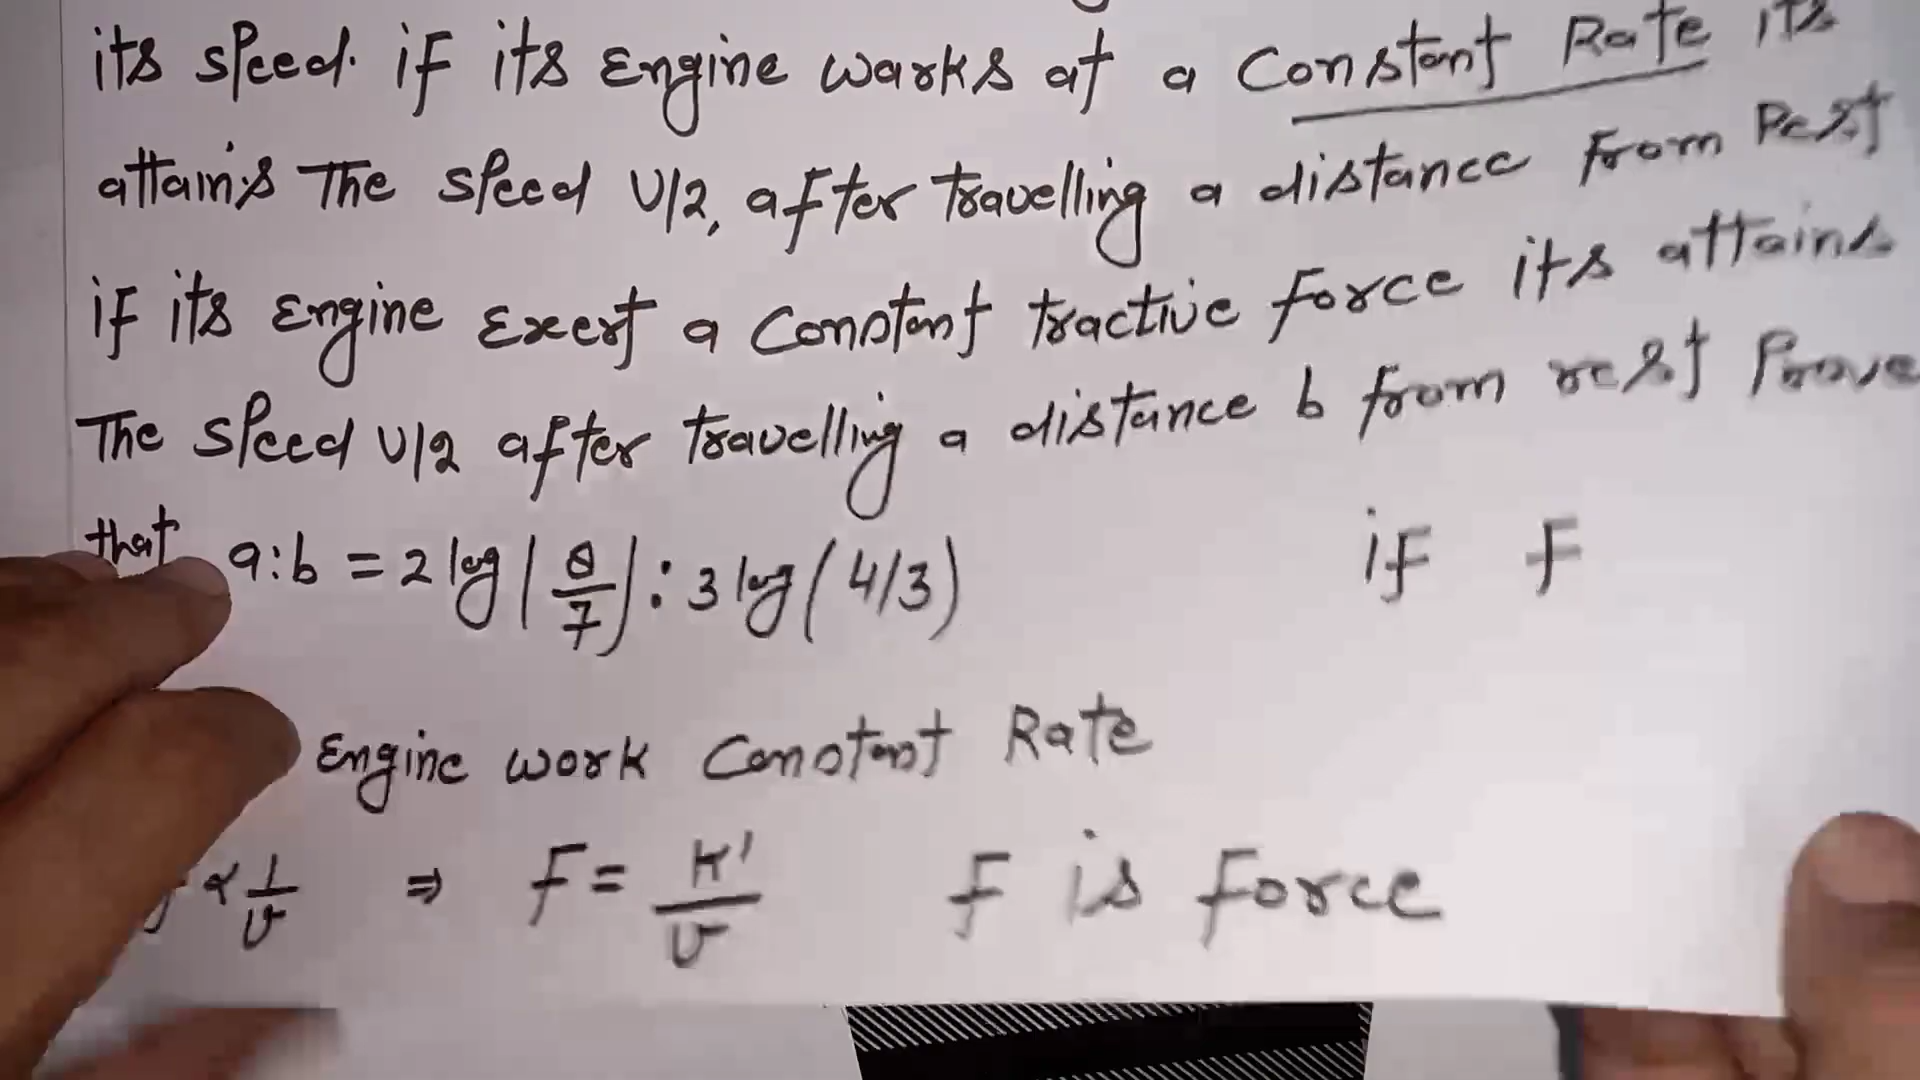 its speed. if its Engine works at a Constant Rate its
attains The speed U/2, after travelling a distance from Rest
if its Engine Exert a Constant tractive force its attains
The speed U/2 after travelling a distance b from rest Prove
that a:b = 2 log(8/7) : 3 log(4/3) if F
Engine work Constant Rate
∝ 1/v ⇒ F = K'/v F is force